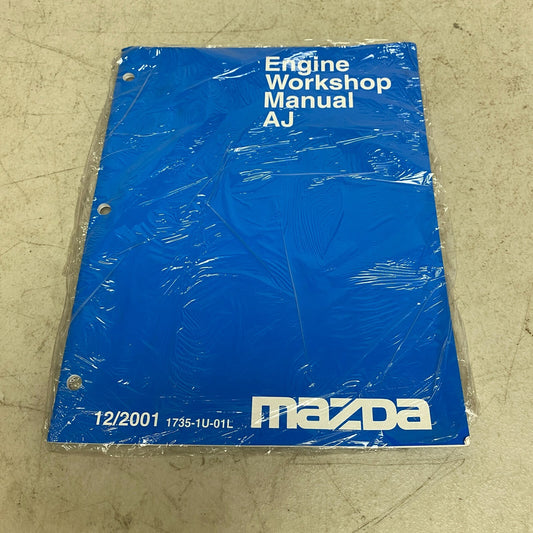 Engine
Workshop
Manual
AJ
12/2001 1735-1U-01L mazda